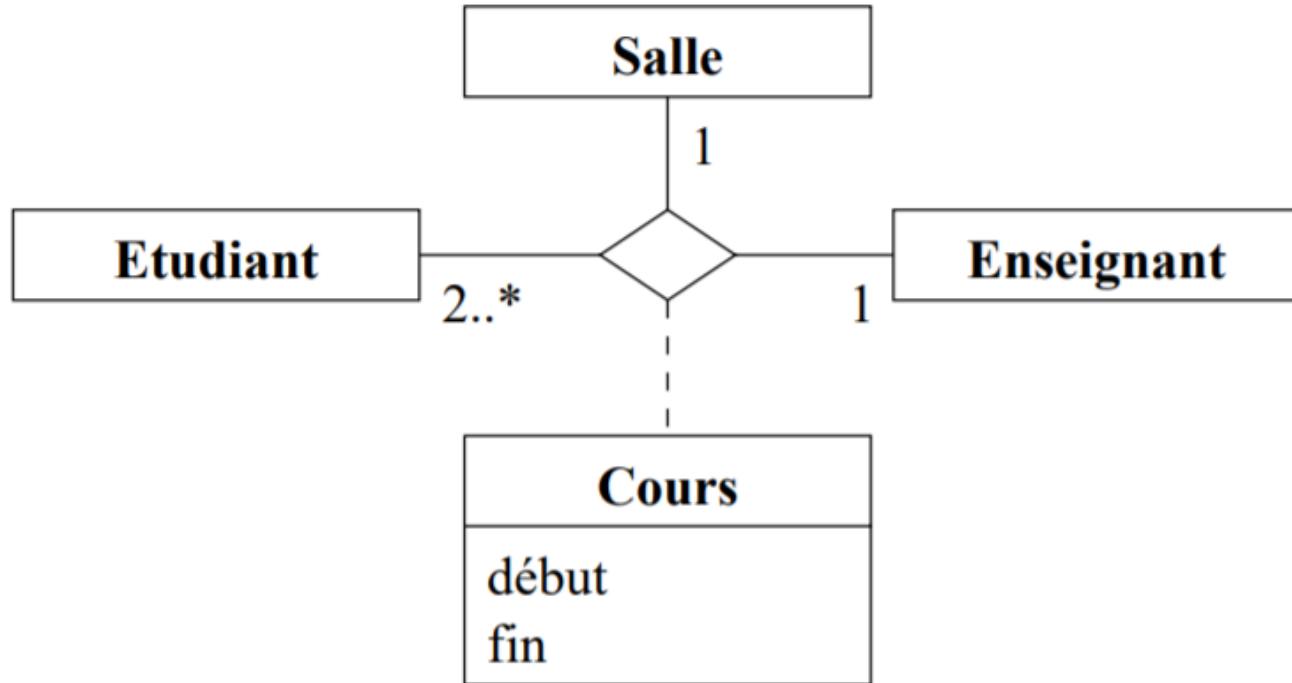 Salle
1
Etudiant
Enseignant
2..*
1
Cours
début
fin